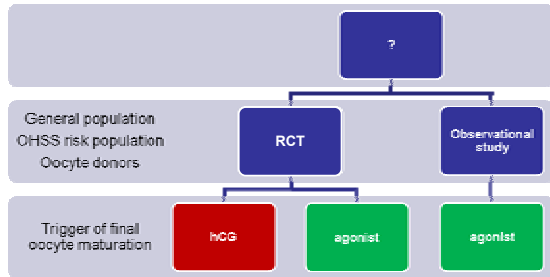 ?
General population
OHSS risk population
Oocyte donors
RCT
Observational
study
Trigger of final
oocyte maturation
hCG
agonist
agonist